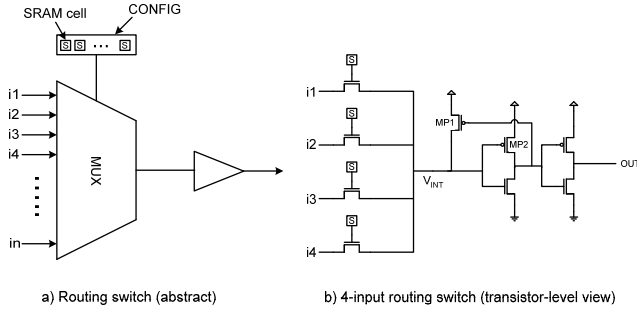 SRAM cell
CONFIG
S S ... S
i1
i2
i3
i4
in
MUX
a) Routing switch (abstract)
S
i1
S
i2
S
i3
S
i4
MP1
MP2
VINT
OUT
b) 4-input routing switch (transistor-level view)